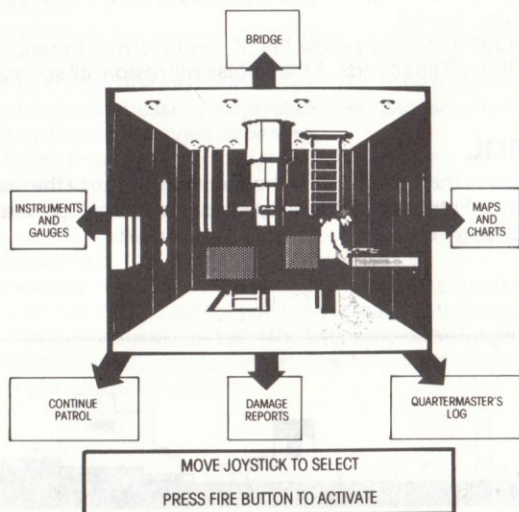 BRIDGE
INSTRUMENTS
AND
GAUGES
MAPS
AND
CHARTS
CONTINUE
PATROL
DAMAGE
REPORTS
QUARTERMASTER'S
LOG
MOVE JOYSTICK TO SELECT
PRESS FIRE BUTTON TO ACTIVATE